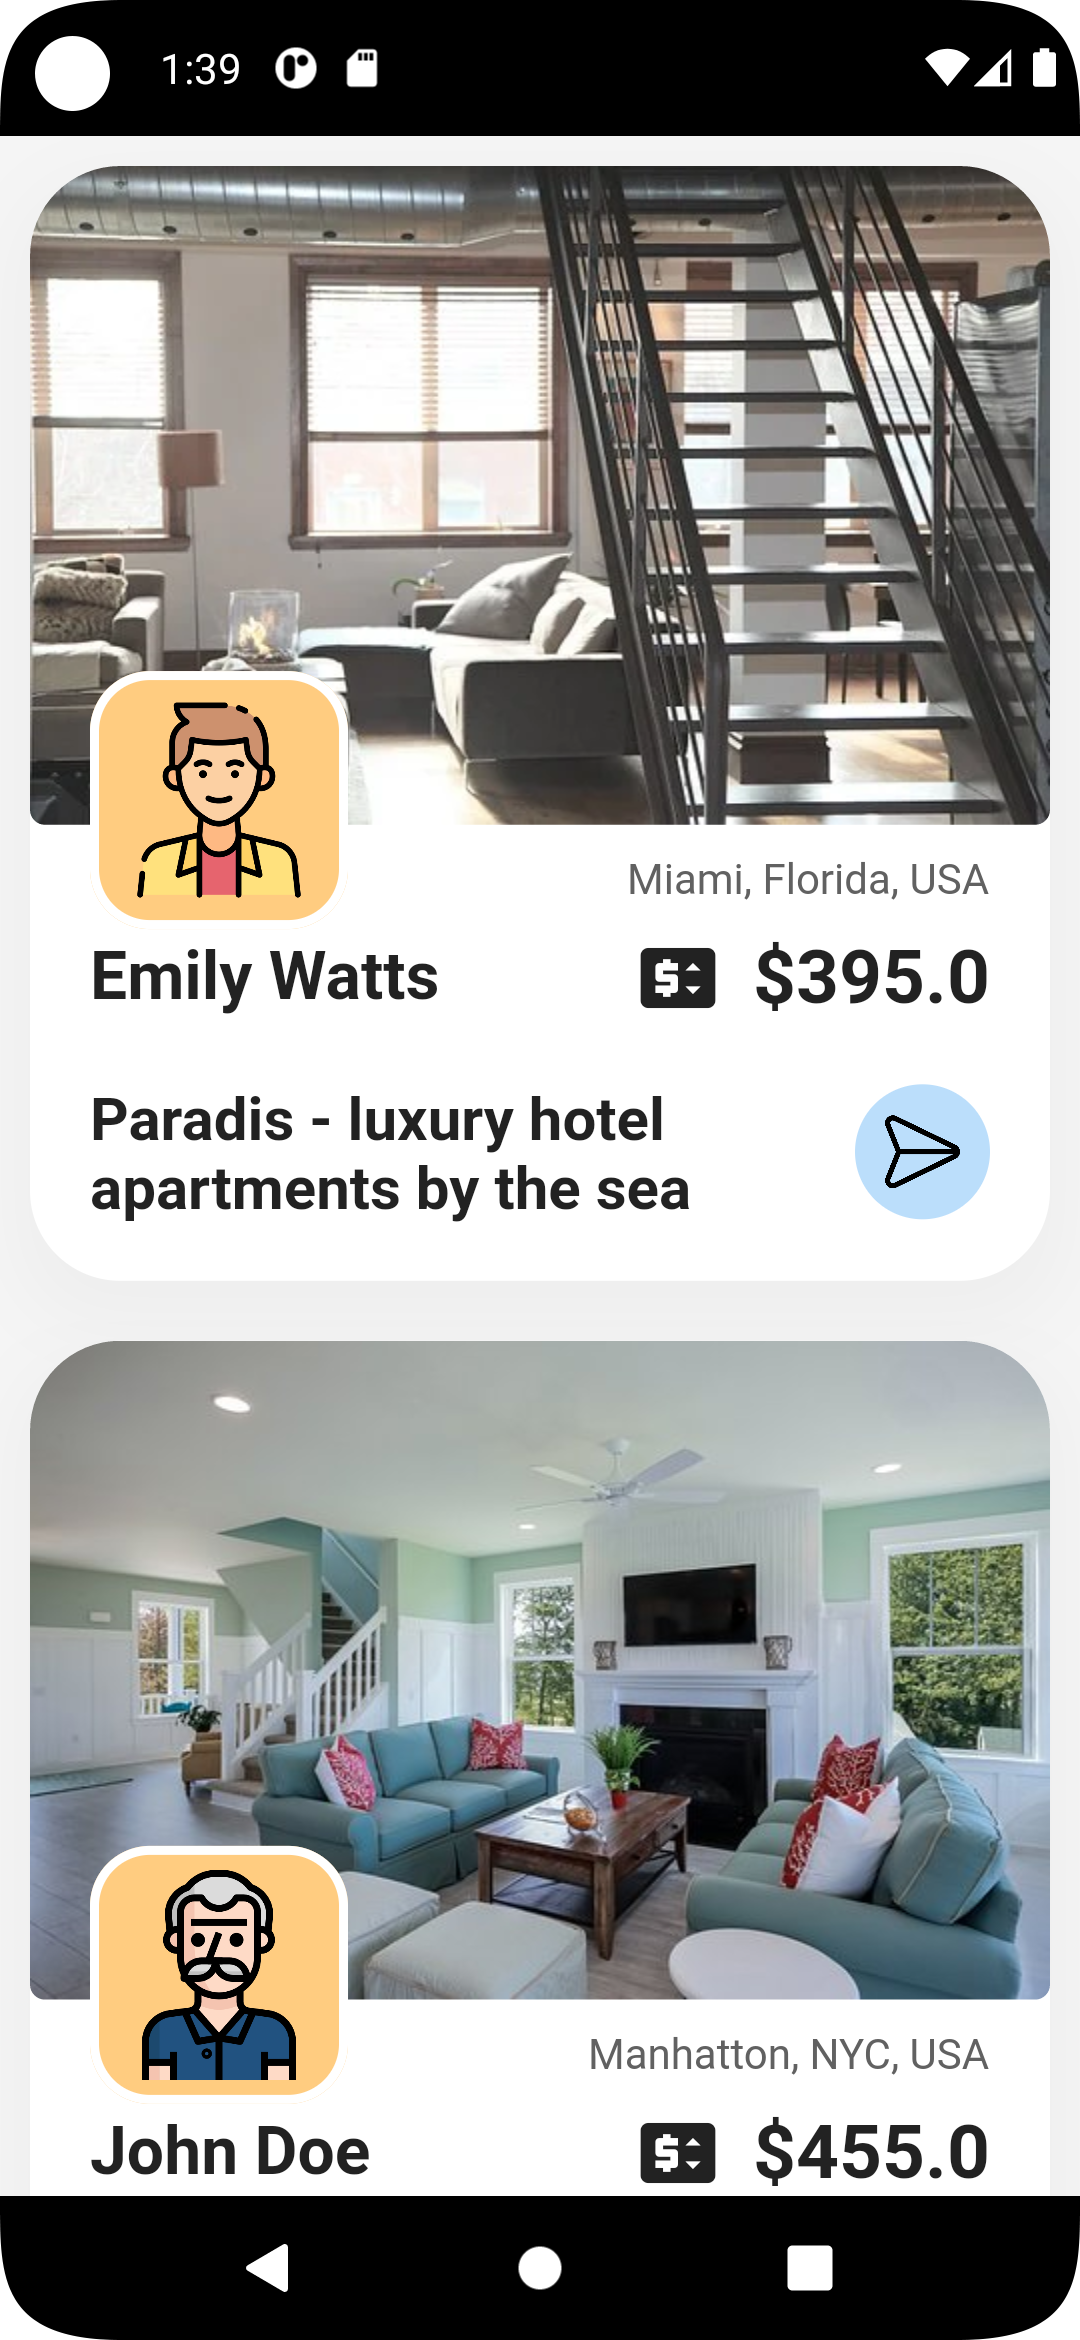 1:39
Miami, Florida, USA
Emily Watts
$395.0
Paradis - luxury hotel
apartments by the sea
Manhatton, NYC, USA
John Doe
$455.0